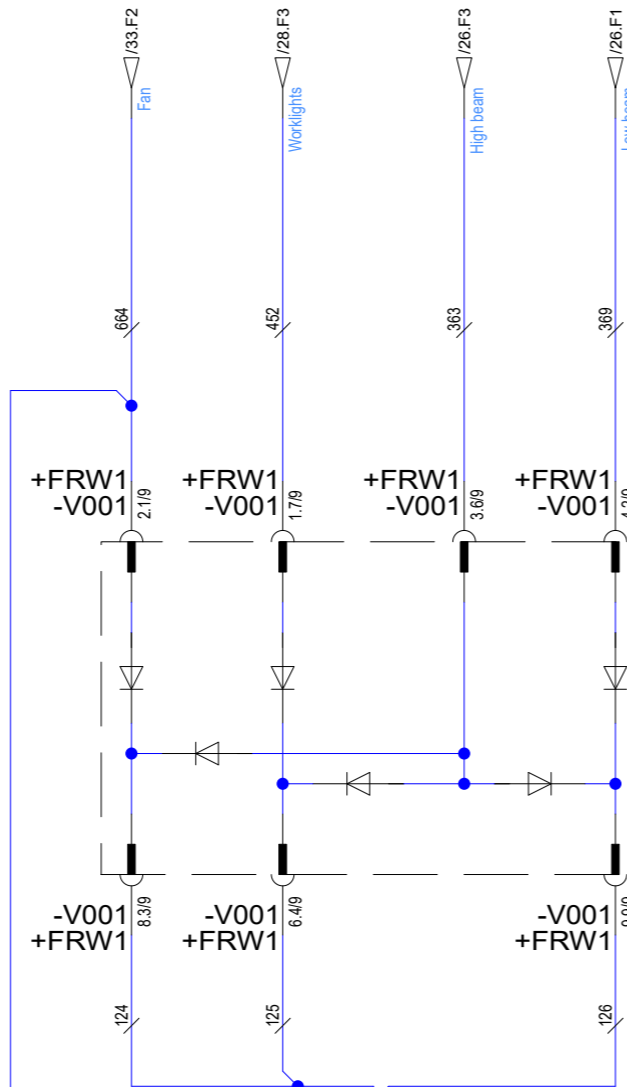 /33.F2
/28.F3
/26.F3
/26.F1
Fan
Worklights
High beam
Low beam
664
452
363
369
+FRW1
-V001
2.1/9
+FRW1
-V001
1.7/9
+FRW1
-V001
3.6/9
+FRW1
-V001
-V001
+FRW1
8.3/9
-V001
+FRW1
6.4/9
-V001
+FRW1
124
125
126